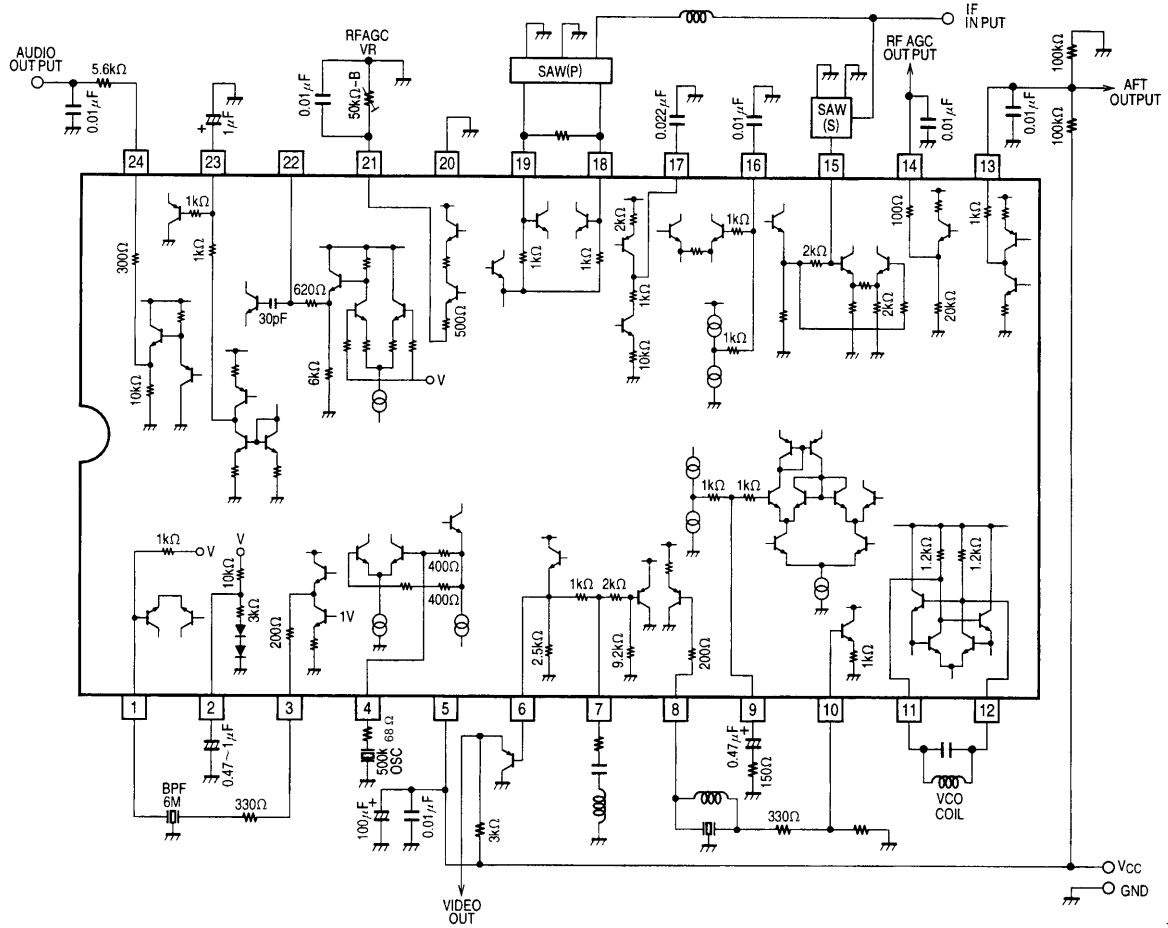 IF
INPUT
AUDIO
OUTPUT
5.6kΩ
0.01μF
1μF
+
RFAGC
VR
0.01μF
50kΩ-B
SAW(P)
0.022μF
0.01μF
SAW
(S)
RF AGC
OUTPUT
0.01μF
0.01μF
100kΩ
100kΩ
AFT
OUTPUT
24
23
22
21
20
19
18
17
16
15
14
13
1kΩ
1kΩ
300Ω
10kΩ
30pF
620Ω
6kΩ
V
500Ω
1kΩ
1kΩ
2kΩ
1kΩ
10kΩ
1kΩ
1kΩ
2kΩ
2kΩ
100Ω
20kΩ
1kΩ
1kΩ
V
V
10kΩ
3kΩ
200Ω
1V
400Ω
400Ω
2.5kΩ
1kΩ
2kΩ
9.2kΩ
200Ω
1kΩ
1kΩ
1kΩ
1.2kΩ
1.2kΩ
1
2
3
4
5
6
7
8
9
10
11
12
0.47~1μF
BPF
6M
330Ω
68Ω
500k
OSC
100μF
+
0.01μF
3kΩ
VIDEO
OUT
0.47μF
+
150Ω
330Ω
VCO
COIL
VCC
GND